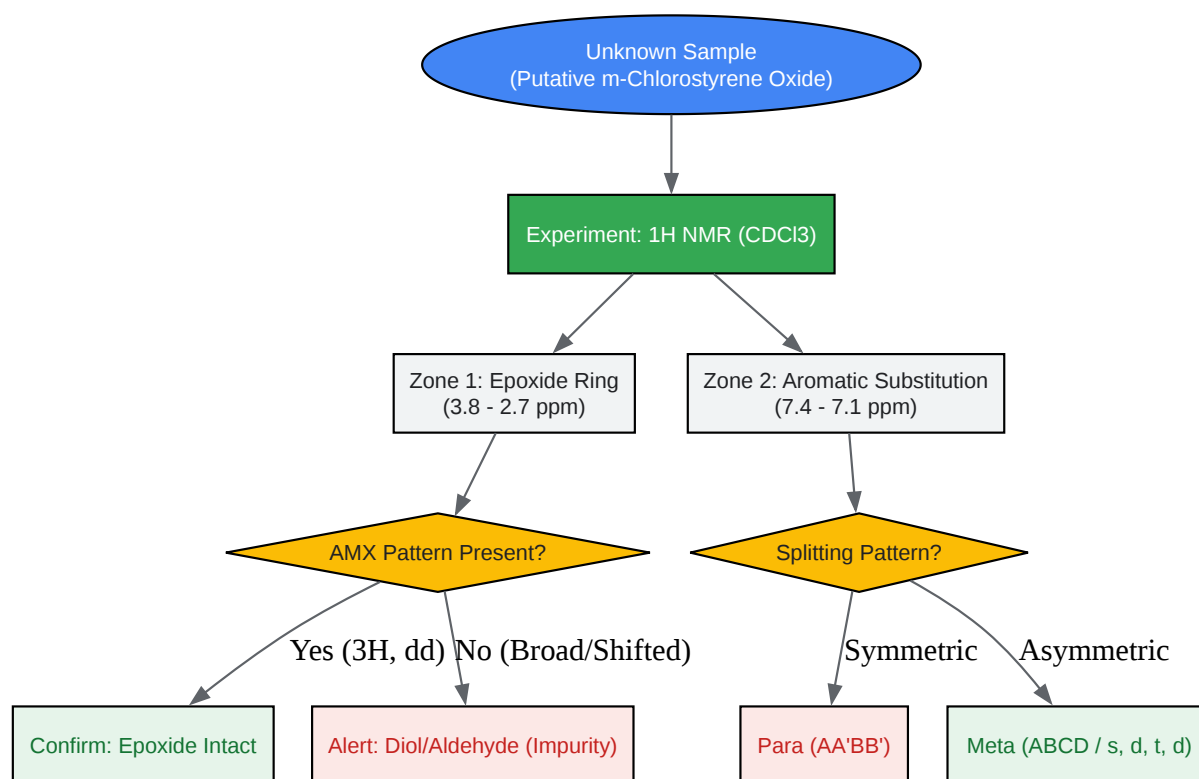 Unknown Sample
(Putative m-Chlorostyrene Oxide)
Experiment: 1H NMR (CDCl3)
Zone 1: Epoxide Ring
(3.8 - 2.7 ppm)
Zone 2: Aromatic Substitution
(7.4 - 7.1 ppm)
AMX Pattern Present?
Splitting Pattern?
Yes (3H, dd)
No (Broad/Shifted)
Symmetric
Asymmetric
Confirm: Epoxide Intact
Alert: Diol/Aldehyde (Impurity)
Para (AA'BB')
Meta (ABCD / s, d, t, d)